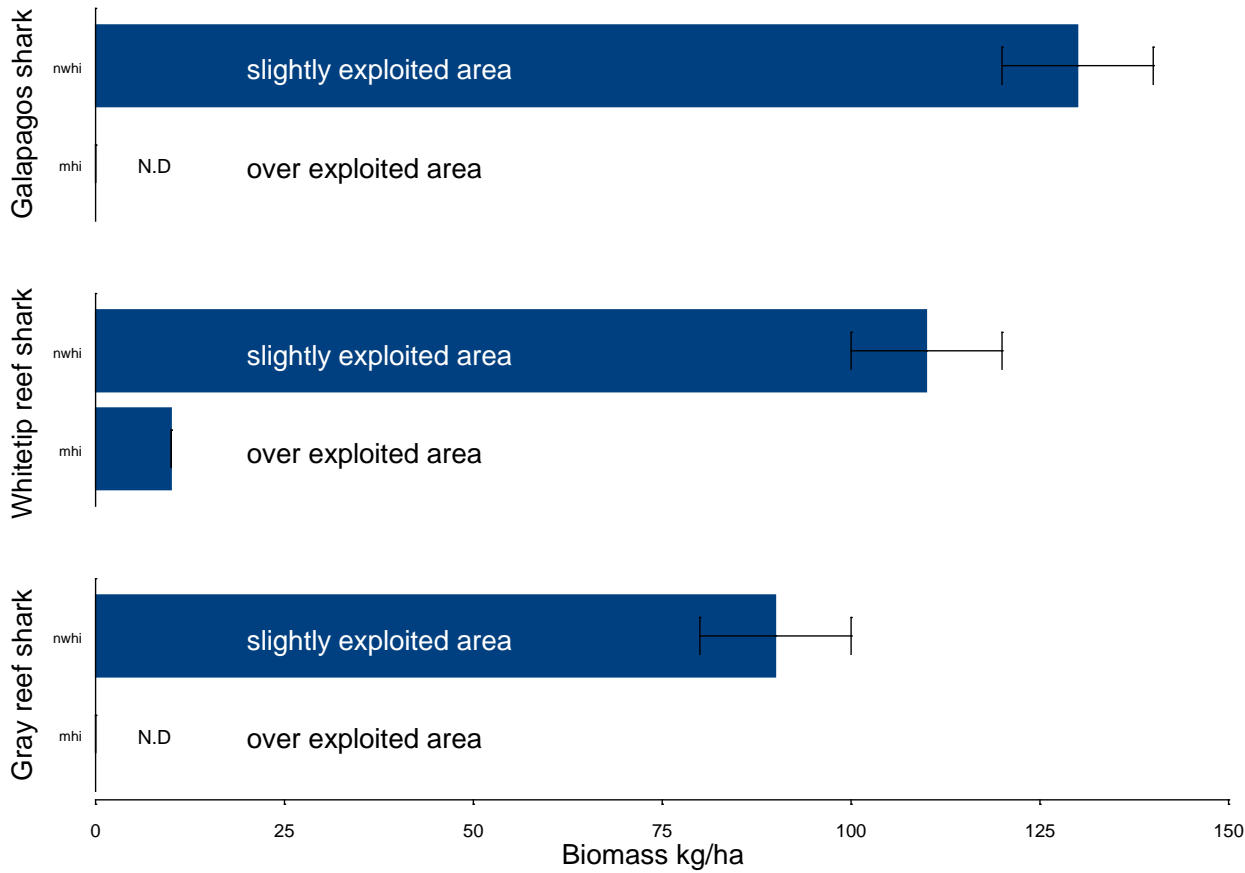 Galapagos shark
nwhi
slightly exploited area
mhi
N.D
over exploited area
Whitetip reef shark
nwhi
slightly exploited area
mhi
over exploited area
Gray reef shark
nwhi
slightly exploited area
mhi
N.D
over exploited area
0 25 50 75 100 125 150
Biomass kg/ha